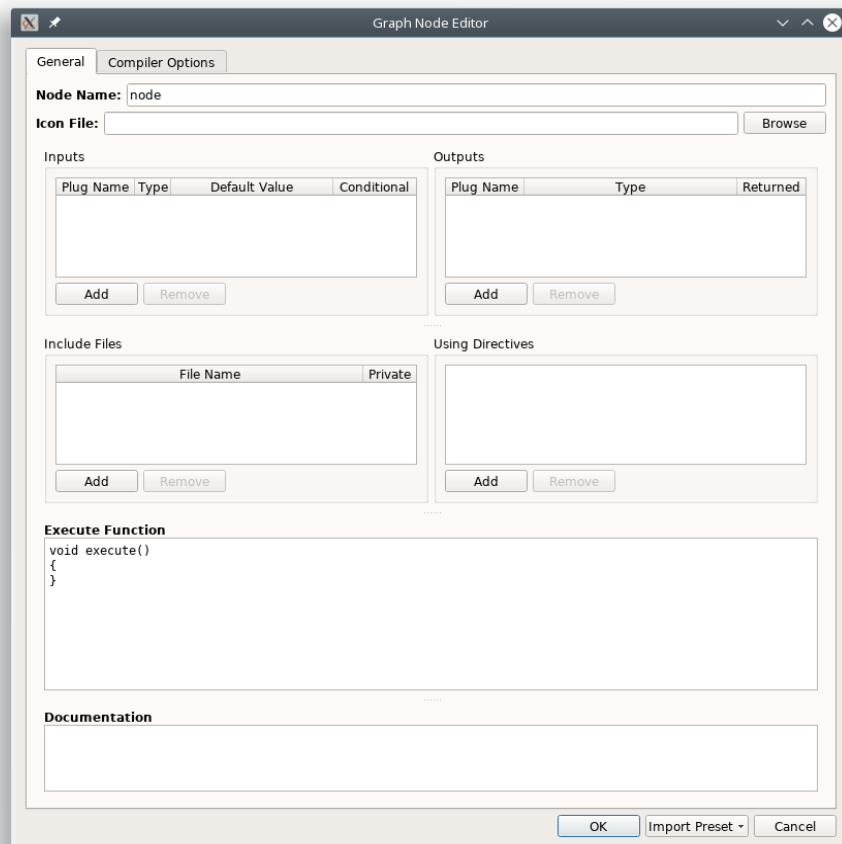 Graph Node Editor
General Compiler Options
Node Name: node
Icon File: Browse
Inputs
Plug Name Type Default Value Conditional
Add Remove
Outputs
Plug Name Type Returned
Add Remove
Include Files
File Name Private
Add Remove
Using Directives
Add Remove
Execute Function
void execute()
{
}
Documentation
OK Import Preset Cancel